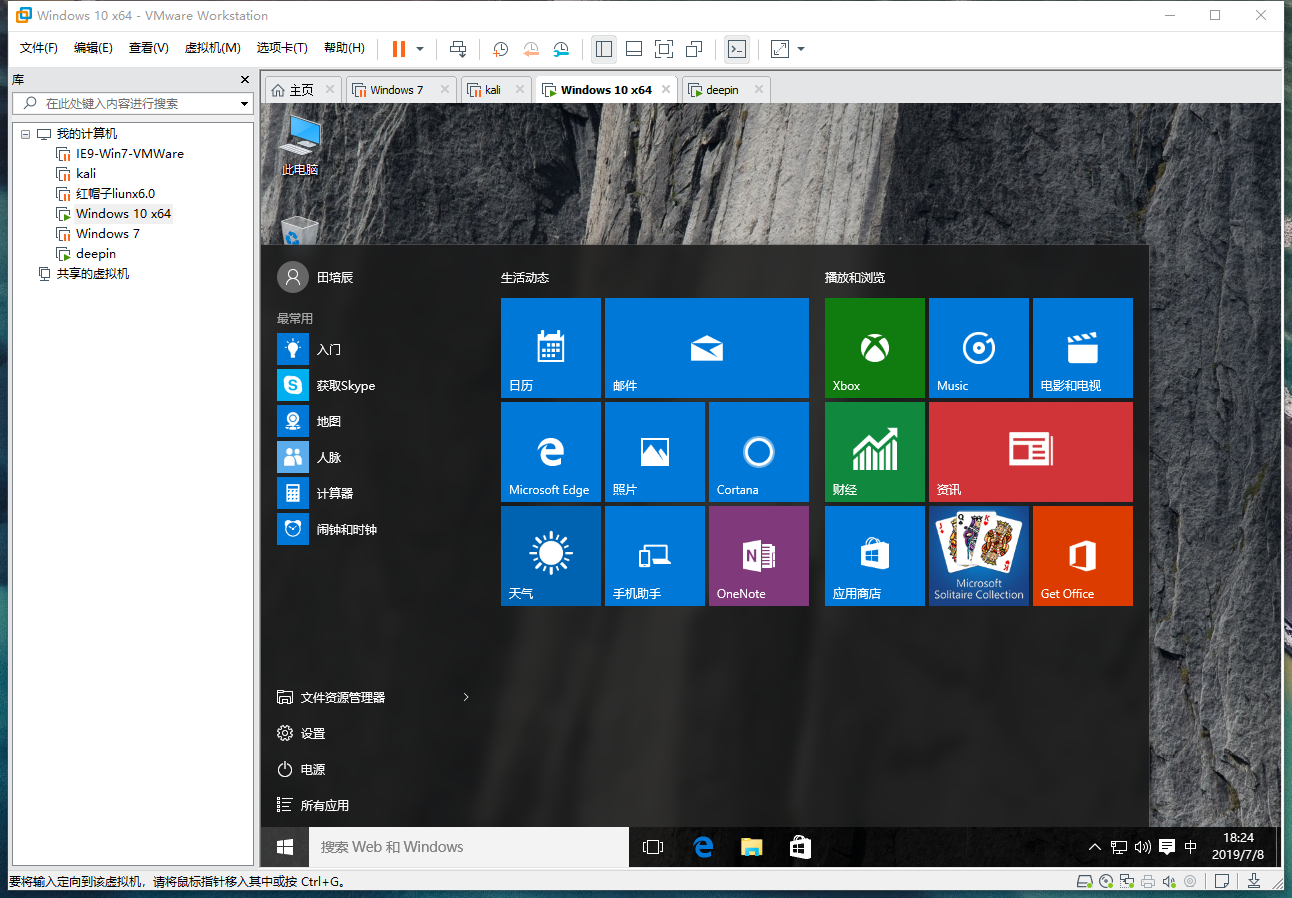 Windows 10 x64 - VMware Workstation
文件(F) 编辑(E) 查看(V) 虚拟机(M) 选项卡(T) 帮助(H)
库
在此处键入内容进行搜索
我的计算机
IE9-Win7-VMWare
kali
红帽子liunx6.0
Windows 10 x64
Windows 7
deepin
共享的虚拟机
主页 Windows 7 kali Windows 10 x64 deepin
此电脑
田培辰
最常用
入门
获取Skype
地图
人脉
计算器
闹钟和时钟
文件资源管理器
设置
电源
所有应用
生活动态
日历
邮件
Microsoft Edge
照片
Cortana
天气
手机助手
OneNote
播放和浏览
Xbox
Music
电影和电视
财经
资讯
应用商店
Microsoft
Solitaire Collection
Get Office
搜索 Web 和 Windows
中
18:24
2019/7/8
要将输入定向到该虚拟机，请将鼠标指针移入其中或按 Ctrl+G。